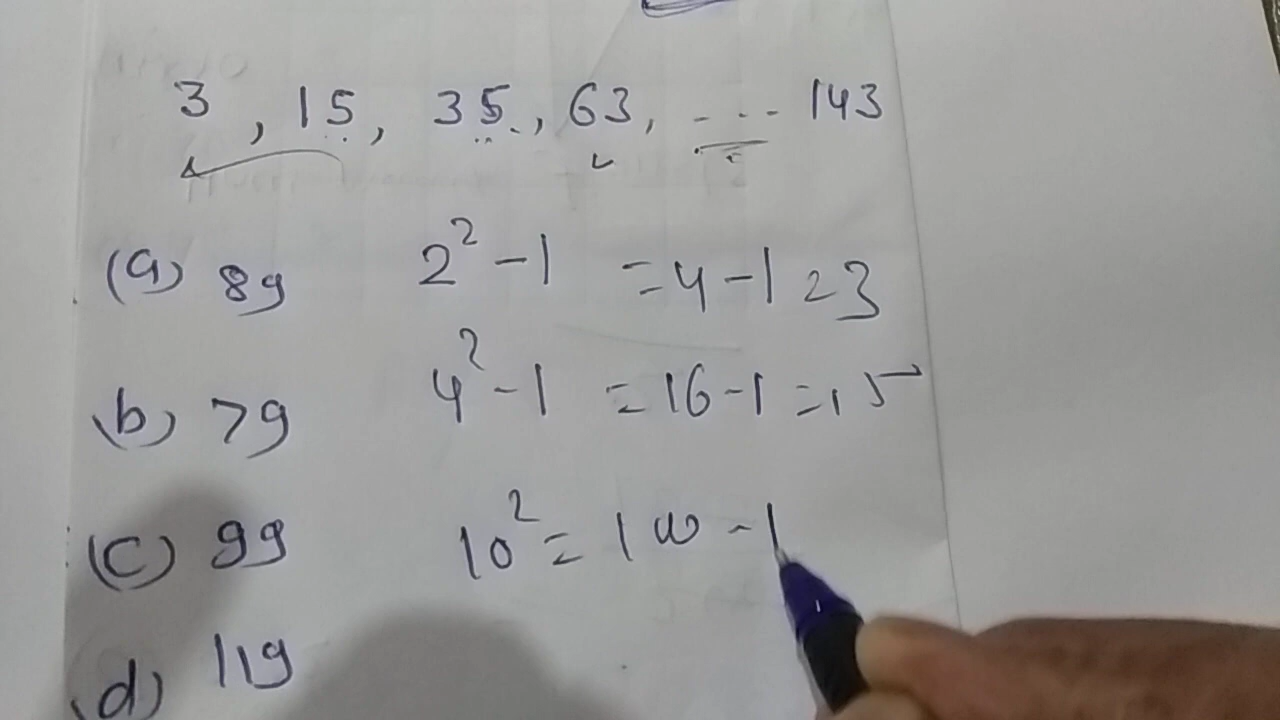 3 , 15, 35, 63, ---- 143
(a) 89 2² - 1 = 4 - 1 = 3
(b) 79 4² - 1 = 16 - 1 = 15
(c) 99 10² = 100 - 1
(d) 119